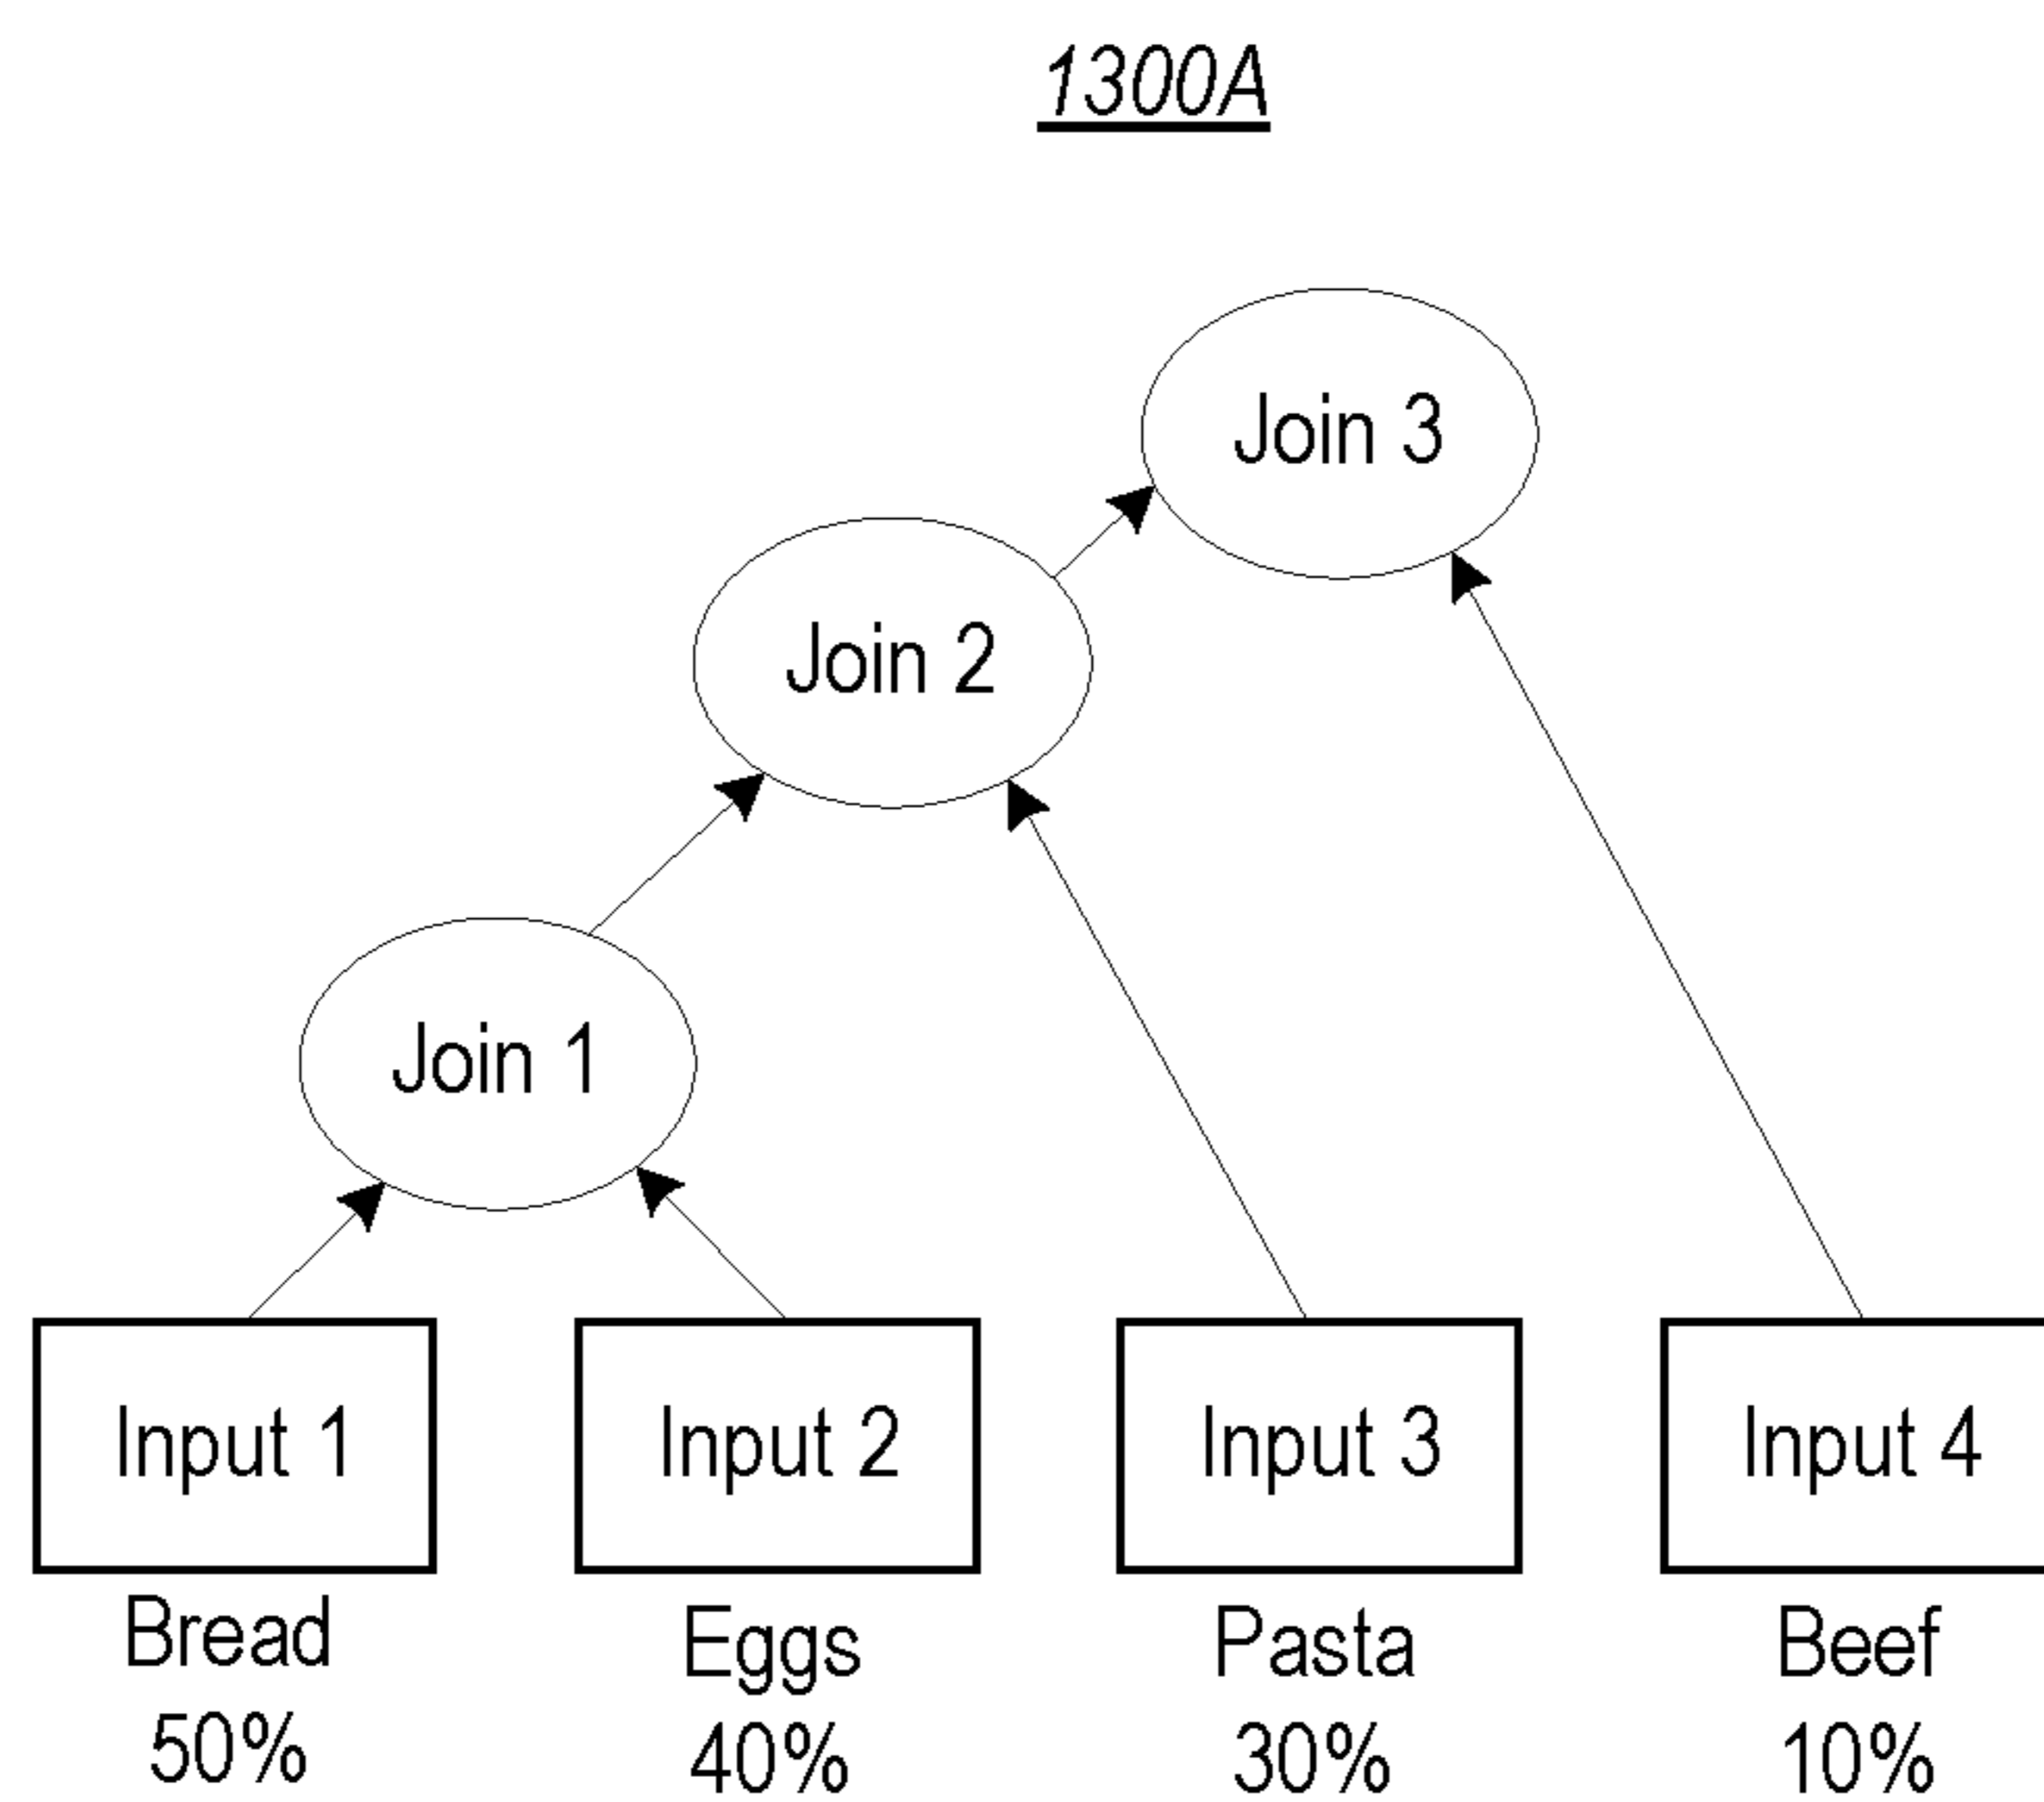 1300A
Join 3
Join 2
Join 1
Input 1
Input 2
Input 3
Input 4
Bread
50%
Eggs
40%
Pasta
30%
Beef
10%